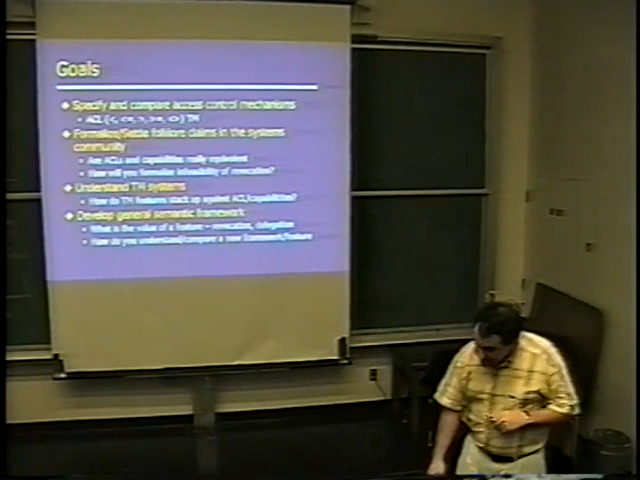 Goals
Specify and compare access control mechanisms
ACL (<, <=, >, >=, <>) TM
Formalize/Settle folklore claims in the systems
community
Are ACLs and capabilities really equivalent
How will you formalize infeasibility of revocation?
Understand TM systems
How do TM features stack up against ACL/capabilities?
Develop general semantic framework
What is the value of a feature – revocation, delegation
How do you understand/compare a new framework/feature